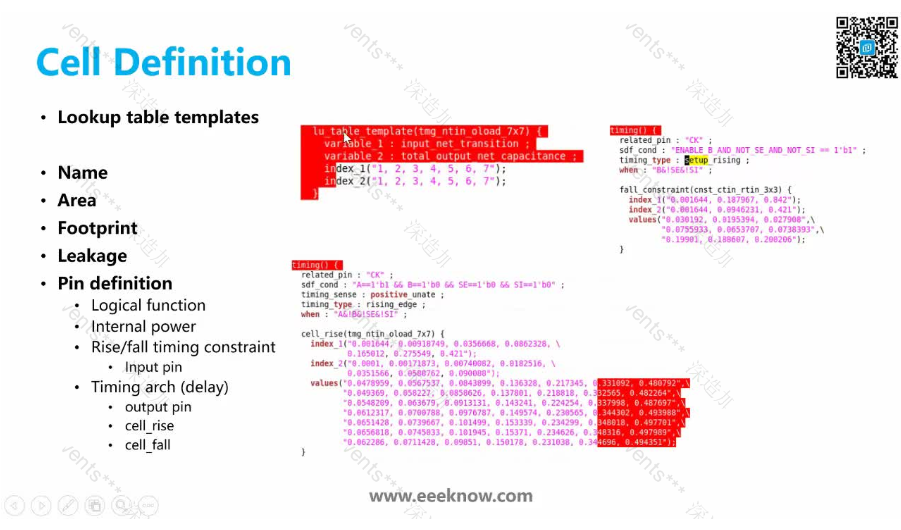 Cell Definition
• Lookup table templates
• Name
• Area
• Footprint
• Leakage
• Pin definition
• Logical function
• Internal power
• Rise/fall timing constraint
• Input pin
• Timing arch (delay)
• output pin
• cell_rise
• cell_fall
lu_table_template(tmg_ntin_oload_7x7) {
variable_1 : input_net_transition ;
variable_2 : total_output_net_capacitance ;
index_1("1, 2, 3, 4, 5, 6, 7");
index_2("1, 2, 3, 4, 5, 6, 7");
}
timing() {
related_pin : "CK" ;
sdf_cond : "ENABLE_B_AND_NOT_SE_AND_NOT_SI == 1'b1" ;
timing_type : setup_rising ;
when : "B&!SE&!SI" ;
fall_constraint(cnst_ctin_rtin_3x3) {
index_1("0.001644, 0.187967, 0.842");
index_2("0.001644, 0.0946231, 0.421");
values("0.030192, 0.0195394, 0.027908",\
"0.0755933, 0.0653707, 0.0738393",\
"0.19901, 0.188607, 0.200206");
}
timing() {
related_pin : "CK" ;
sdf_cond : "A==1'b1 && B==1'b0 && SE==1'b0 && SI==1'b0" ;
timing_sense : positive_unate ;
timing_type : rising_edge ;
when : "A&!B&!SE&!SI" ;
cell_rise(tmg_ntin_oload_7x7) {
index_1("0.001644, 0.00918749, 0.0356668, 0.0862328, \
0.165012, 0.275549, 0.421");
index_2("0.0001, 0.00171873, 0.00740082, 0.0182516, \
0.0351566, 0.0588762, 0.090088");
values("0.0478959, 0.0567537, 0.0843899, 0.136328, 0.217345, 0.331092, 0.480792",\
"0.049369, 0.058227, 0.0858626, 0.137801, 0.218818, 0.332565, 0.482264",\
"0.0548209, 0.063679, 0.0913131, 0.143241, 0.224254, 0.337998, 0.487697",\
"0.0612317, 0.0700788, 0.0976787, 0.149574, 0.230565, 0.344302, 0.493988",\
"0.0651428, 0.0739667, 0.101499, 0.153339, 0.234299, 0.348018, 0.497701",\
"0.0656818, 0.0745033, 0.101945, 0.15371, 0.234626, 0.348316, 0.497989",\
"0.062286, 0.0711428, 0.09851, 0.150178, 0.231038, 0.344696, 0.494351");
}
www.eeeknow.com